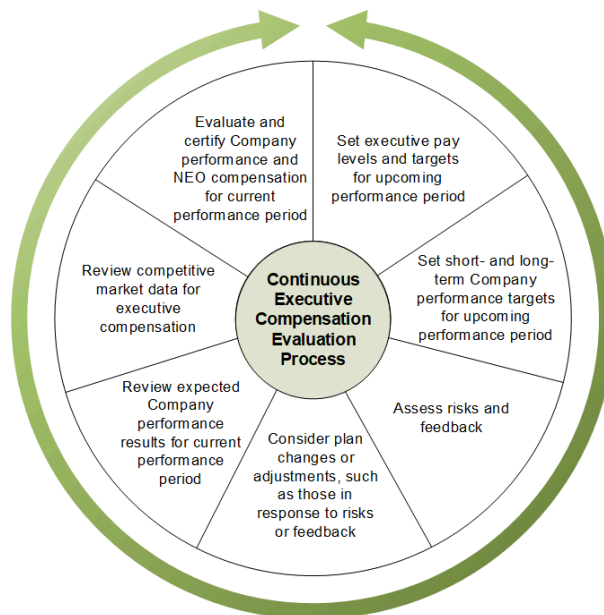 Evaluate and
certify Company
performance and
NEO compensation
for current
performance period
Set executive pay
levels and targets
for upcoming
performance period
Set short- and long-
term Company
performance targets
for upcoming
performance period
Assess risks and
feedback
Consider plan
changes or
adjustments, such
as those in
response to risks
or feedback
Review expected
Company
performance
results for current
performance
period
Review competitive
market data for
executive
compensation
Continuous
Executive
Compensation
Evaluation
Process